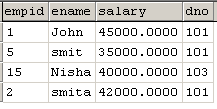 empid ename salary dno
1 John 45000.0000 101
5 smit 35000.0000 101
15 Nisha 40000.0000 103
2 smita 42000.0000 101